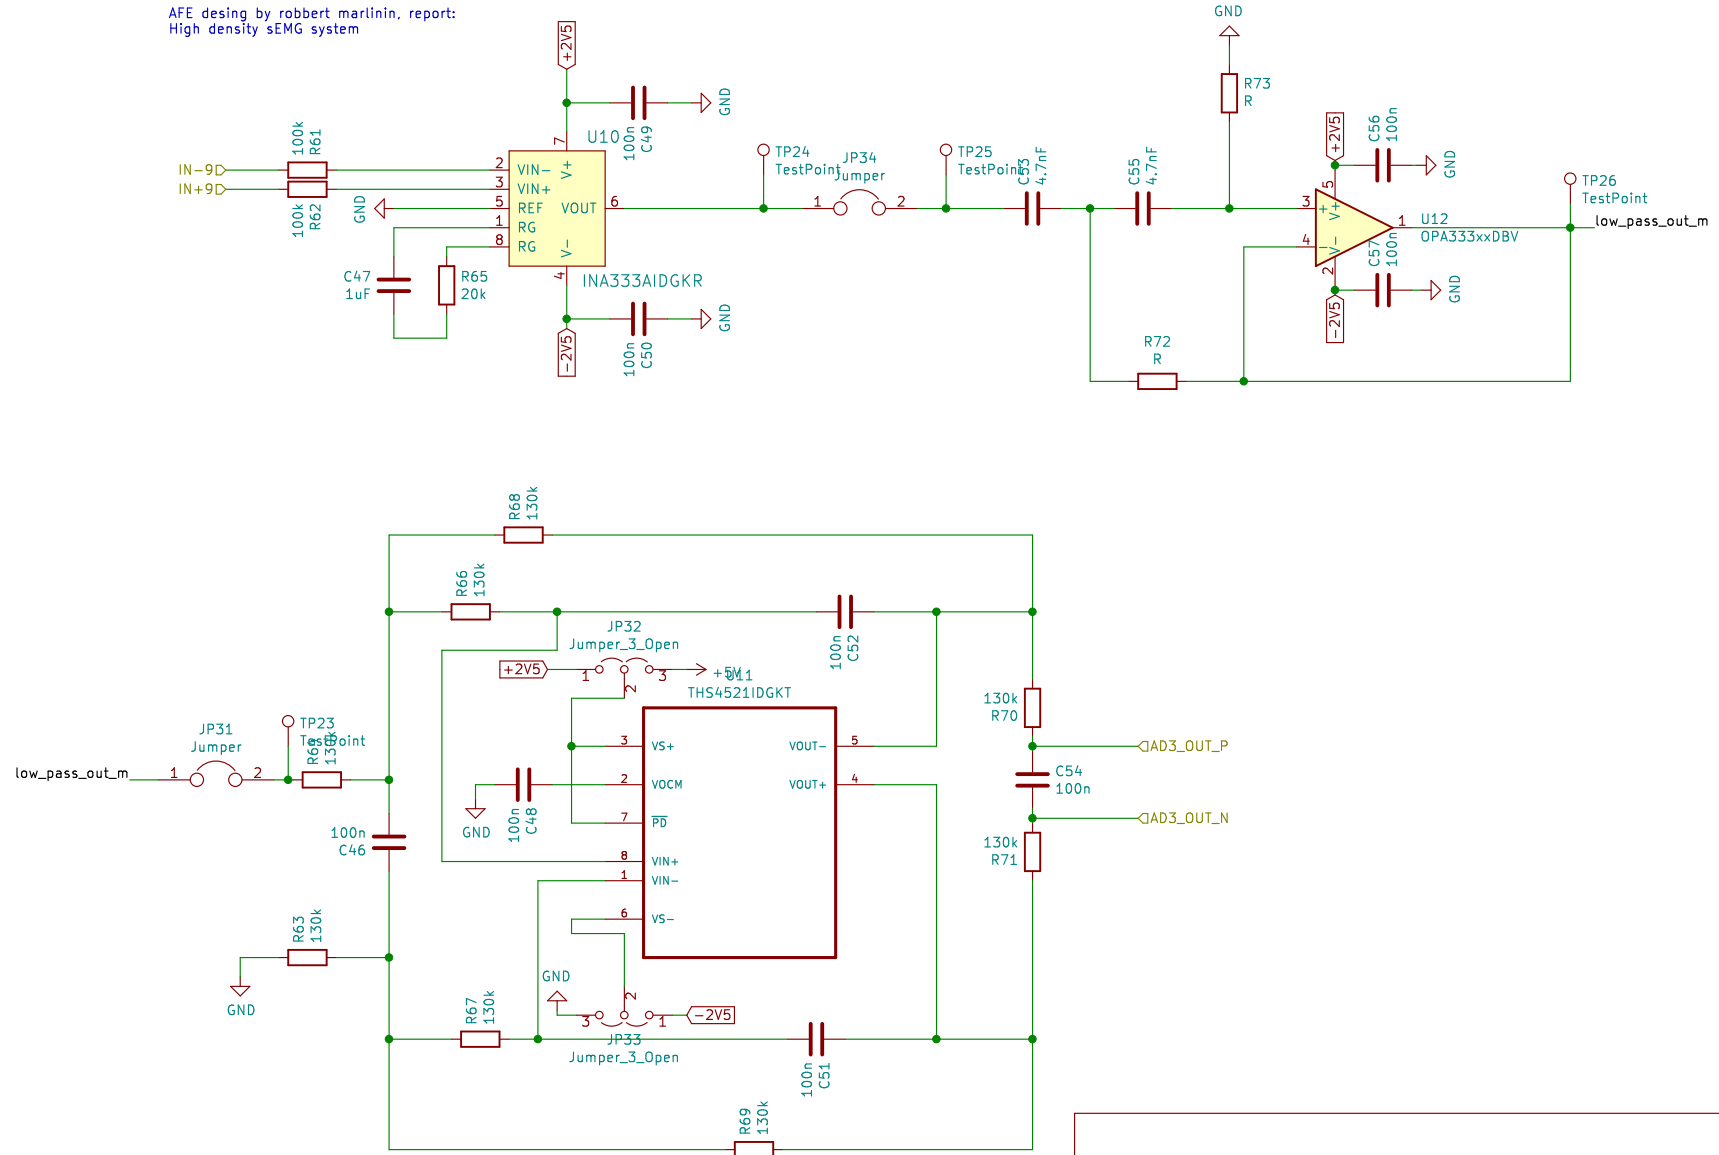 AFE desing by robbert marlinin, report:
High density sEMG system
+2V5
100n
C49
GND
U10
7
100k
R61
IN-9
IN+9
100k
R62
GND
2
3
5
1
8
VIN-
VIN+
REF
RG
RG
V+
V-
VOUT
6
4
INA333AIDGKR
C47
1uF
R65
20k
-2V5
100n
C50
GND
TP24
TestPoint
JP34
Jumper
1
2
TP25
TestPoint
C53
4.7nF
C55
4.7nF
GND
R73
R
+2V5
C56
100n
GND
3
4
5
2
1
+
-
V+
V-
U12
OPA333xxDBV
C57
100n
GND
-2V5
TP26
TestPoint
low_pass_out_m
R72
R
R68
130k
R66
130k
100n
C52
JP32
Jumper_3_Open
+2V5
1
2
3
+5V
U11
THS4521IDGKT
3
VS+
2
VOCM
7
PD
8
VIN+
1
VIN-
6
VS-
VOUT-
5
VOUT+
4
GND
100n
C48
low_pass_out_m
JP31
Jumper
1
2
TP23
TestPoint
130k
100n
C46
R63
130k
GND
R67
130k
GND
3
2
1
-2V5
JP33
Jumper_3_Open
100n
C51
R69
130k
130k
R70
AD3_OUT_P
C54
100n
AD3_OUT_N
130k
R71